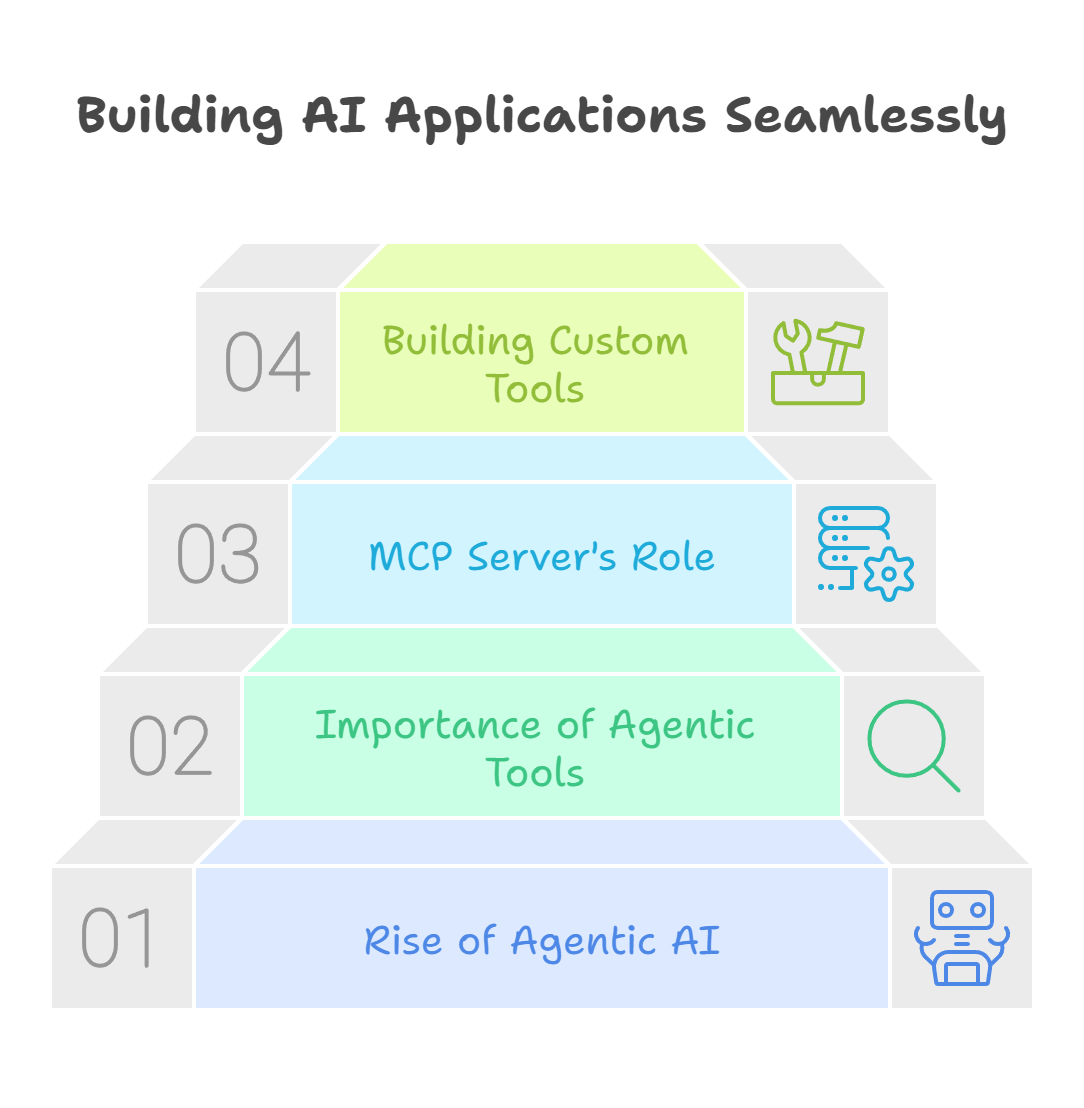 Building AI Applications Seamlessly
04
Building Custom
Tools
03
MCP Server's Role
02
Importance of Agentic
Tools
01
Rise of Agentic AI